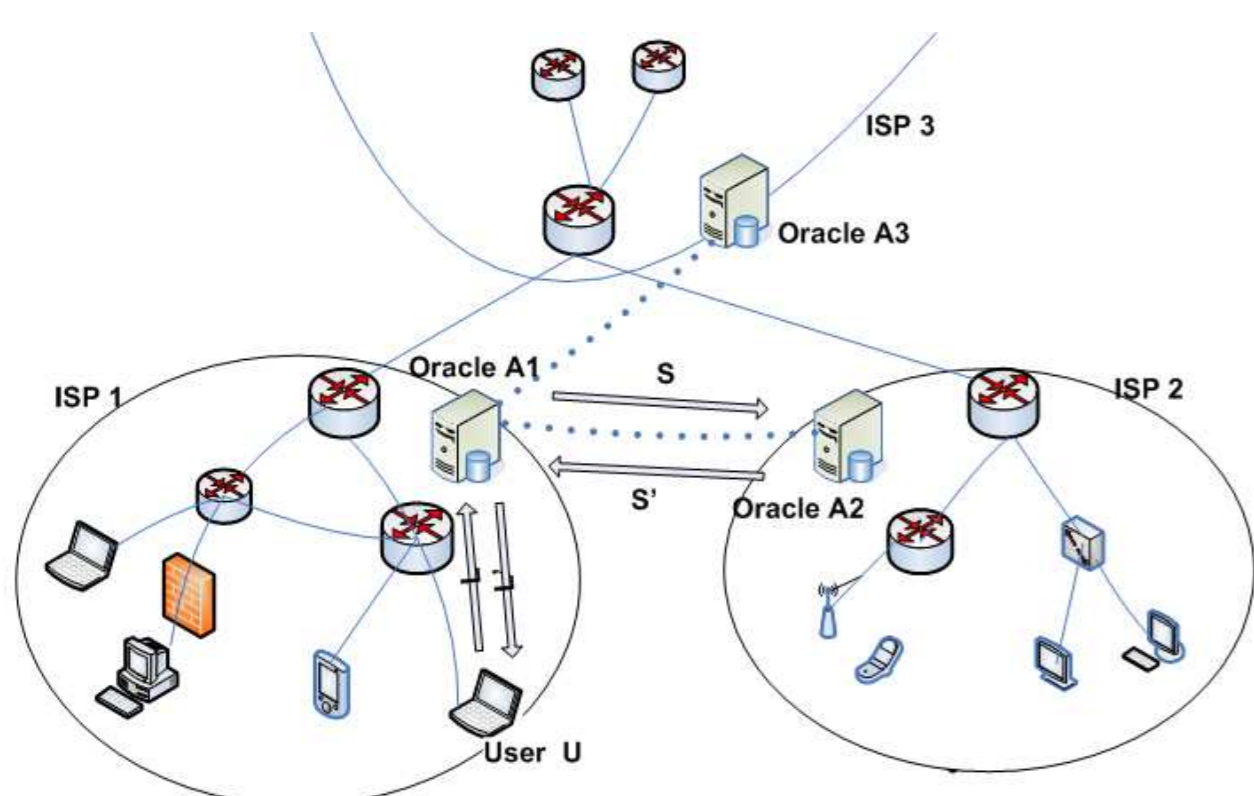 ISP 3
Oracle A3
Oracle A1
S
ISP 1
ISP 2
S'
Oracle A2
L
L'
User U